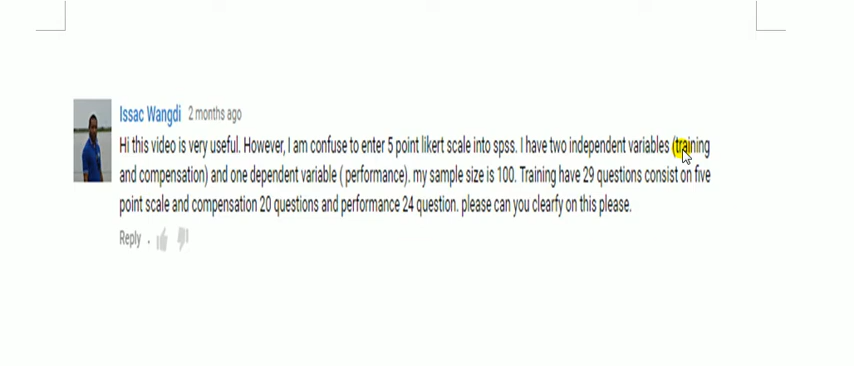 Issac Wangdi 2 months ago
Hi this video is very useful. However, I am confuse to enter 5 point likert scale into spss. I have two independent variables (training
and compensation) and one dependent variable ( performance). my sample size is 100. Training have 29 questions consist on five
point scale and compensation 20 questions and performance 24 question. please can you clearfy on this please.
Reply .